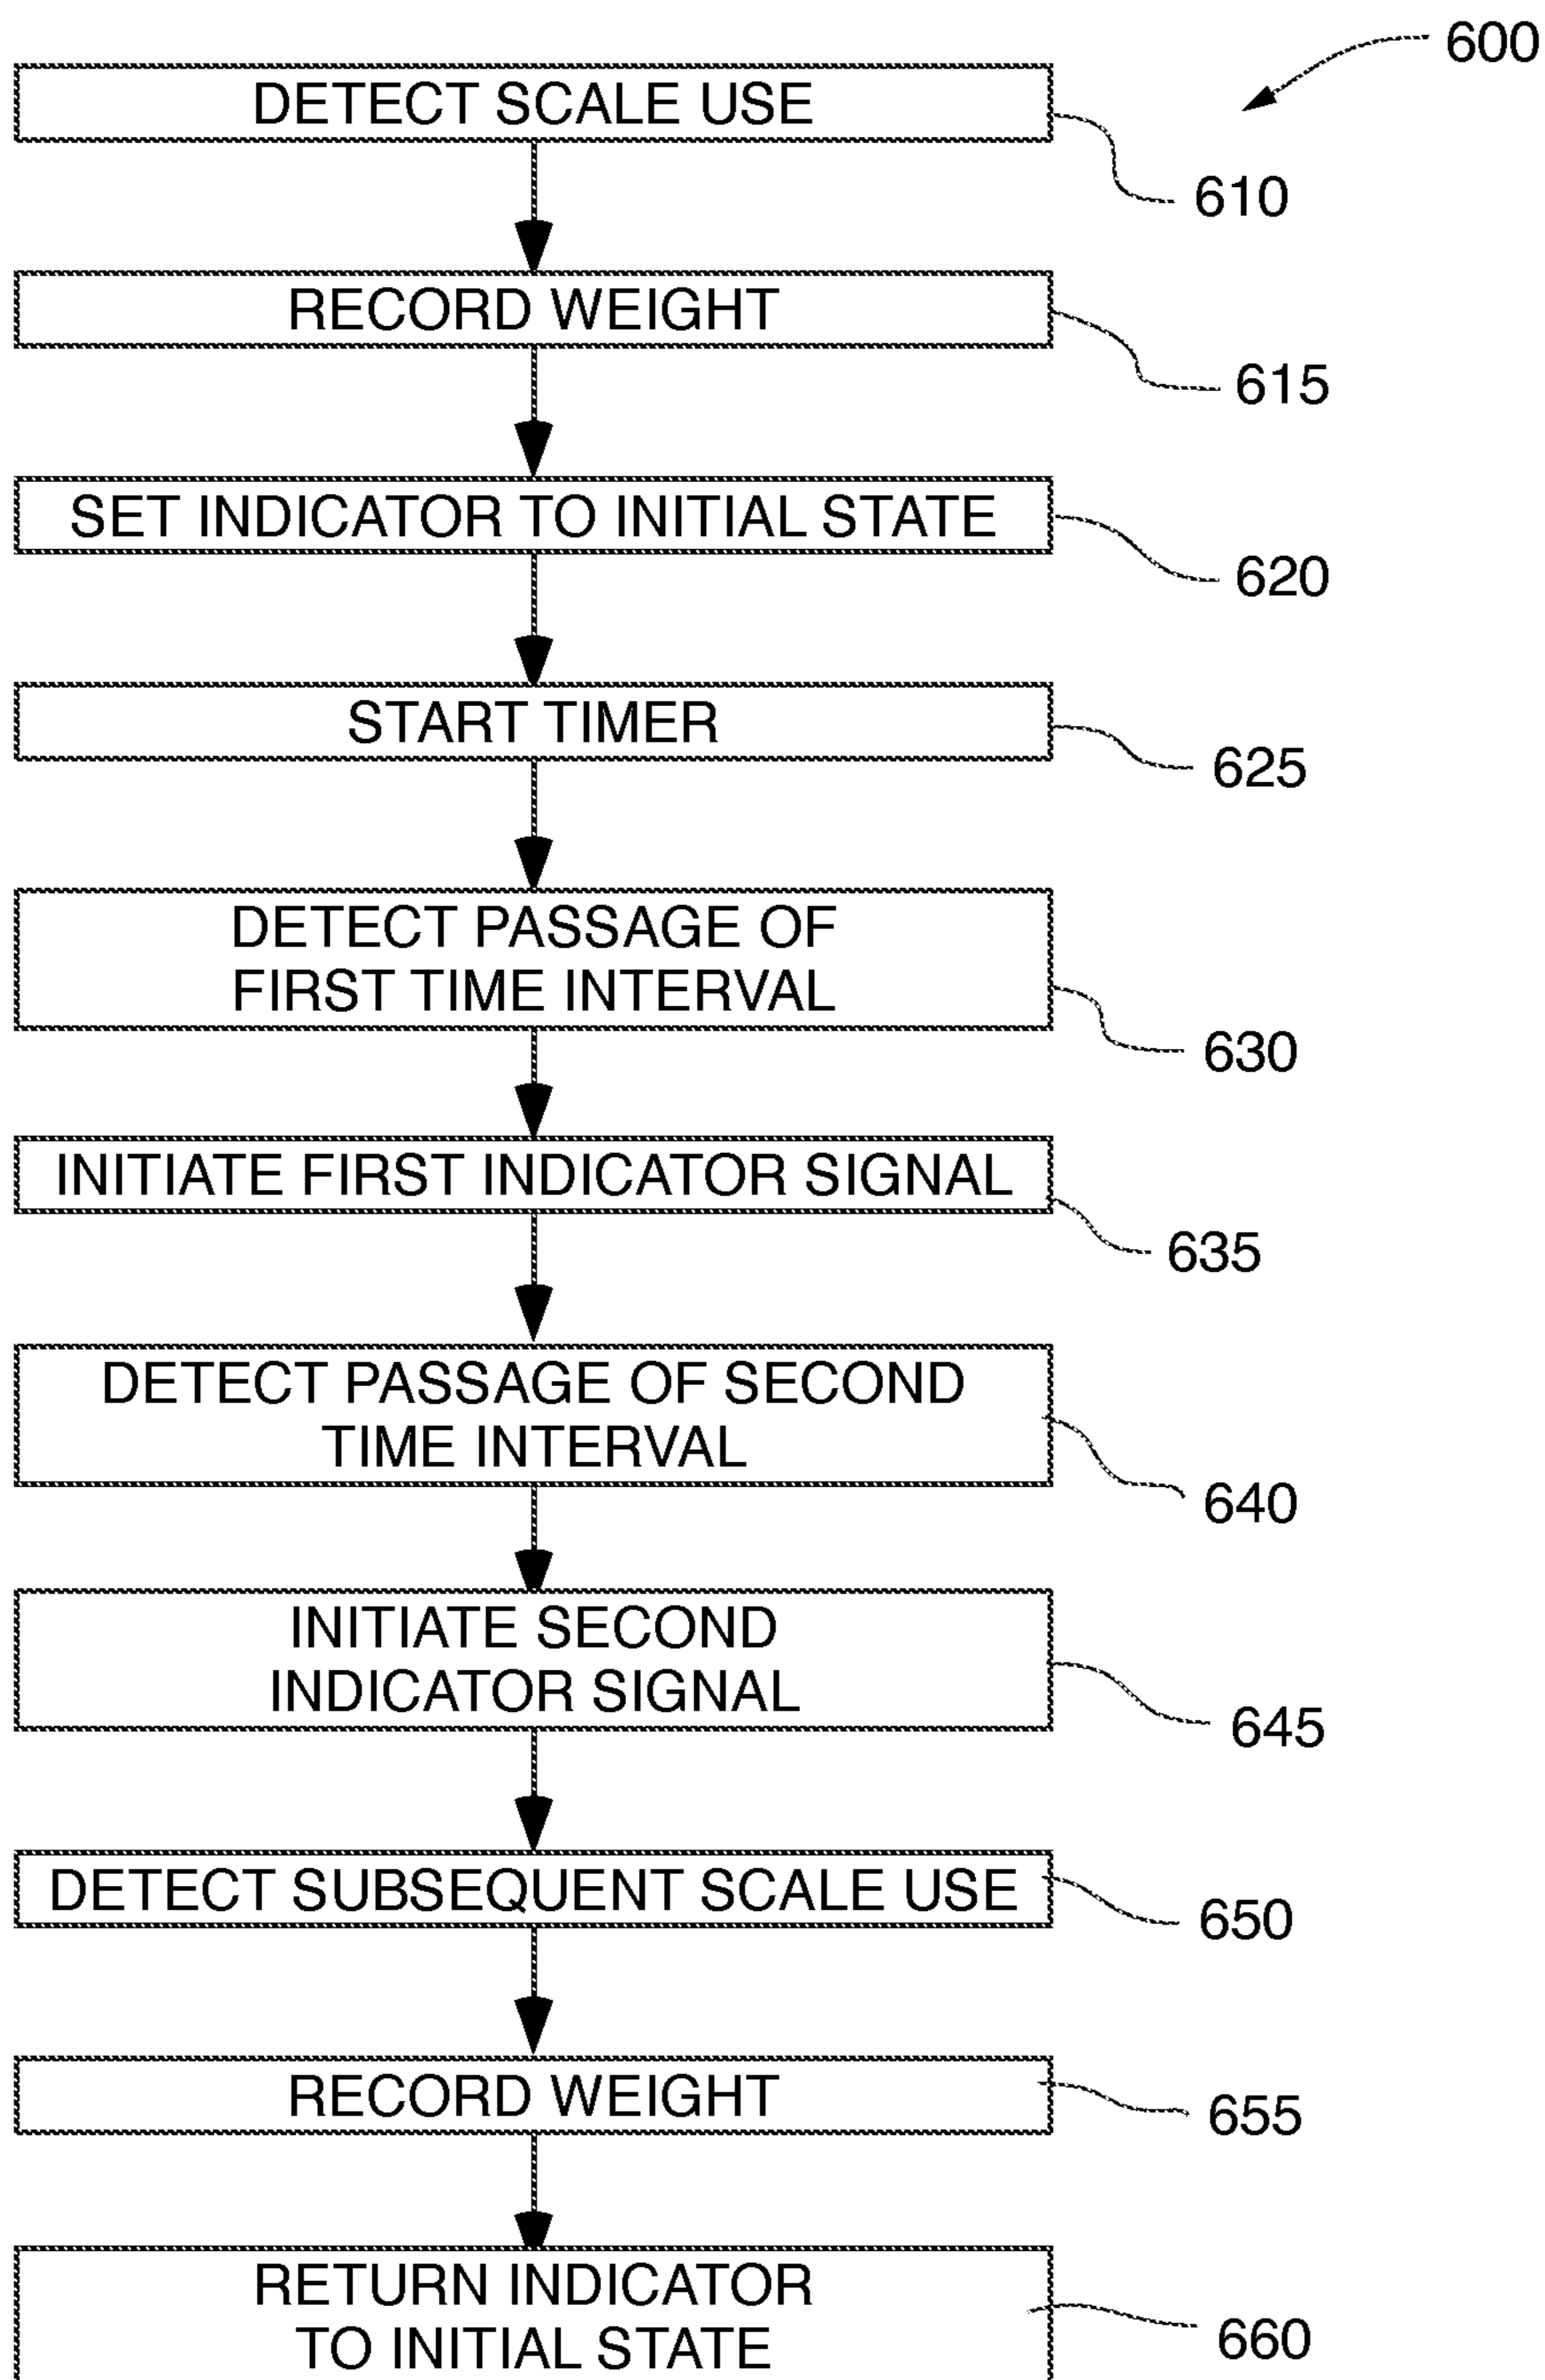 600
DETECT SCALE USE
610
RECORD WEIGHT
615
SET INDICATOR TO INITIAL STATE
620
START TIMER
625
DETECT PASSAGE OF
FIRST TIME INTERVAL
630
INITIATE FIRST INDICATOR SIGNAL
635
DETECT PASSAGE OF SECOND
TIME INTERVAL
640
INITIATE SECOND
INDICATOR SIGNAL
645
DETECT SUBSEQUENT SCALE USE
650
RECORD WEIGHT
655
RETURN INDICATOR
TO INITIAL STATE
660